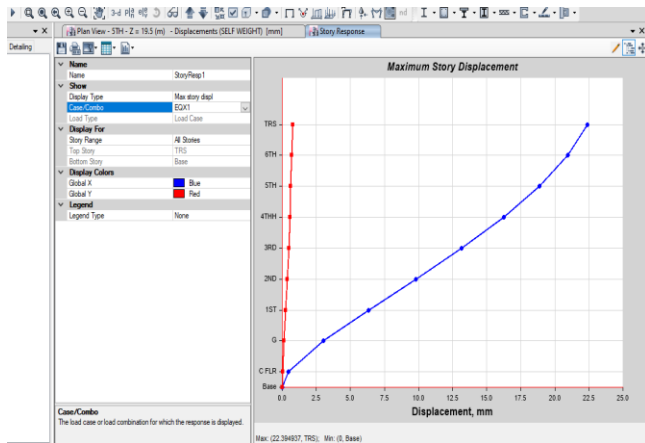 3-d
nd
Plan View - 5TH - Z = 19.5 (m) - Displacements (SELF WEIGHT) [mm]
Story Response
Detailing
Name
Name StoryResp1
Show
Display Type Max story displ
Case/Combo EQX1
Load Type Load Case
Display For
Story Range All Stories
Top Story TRS
Bottom Story Base
Display Colors
Global X Blue
Global Y Red
Legend
Legend Type None
Case/Combo
The load case or load combination for which the response is displayed.
Maximum Story Displacement
TRS
6TH
5TH
4THH
3RD
2ND
1ST
G
C FLR
Base
0.0 2.5 5.0 7.5 10.0 12.5 15.0 17.5 20.0 22.5 25.0
Displacement, mm
Max: (22.394937, TRS); Min: (0, Base)